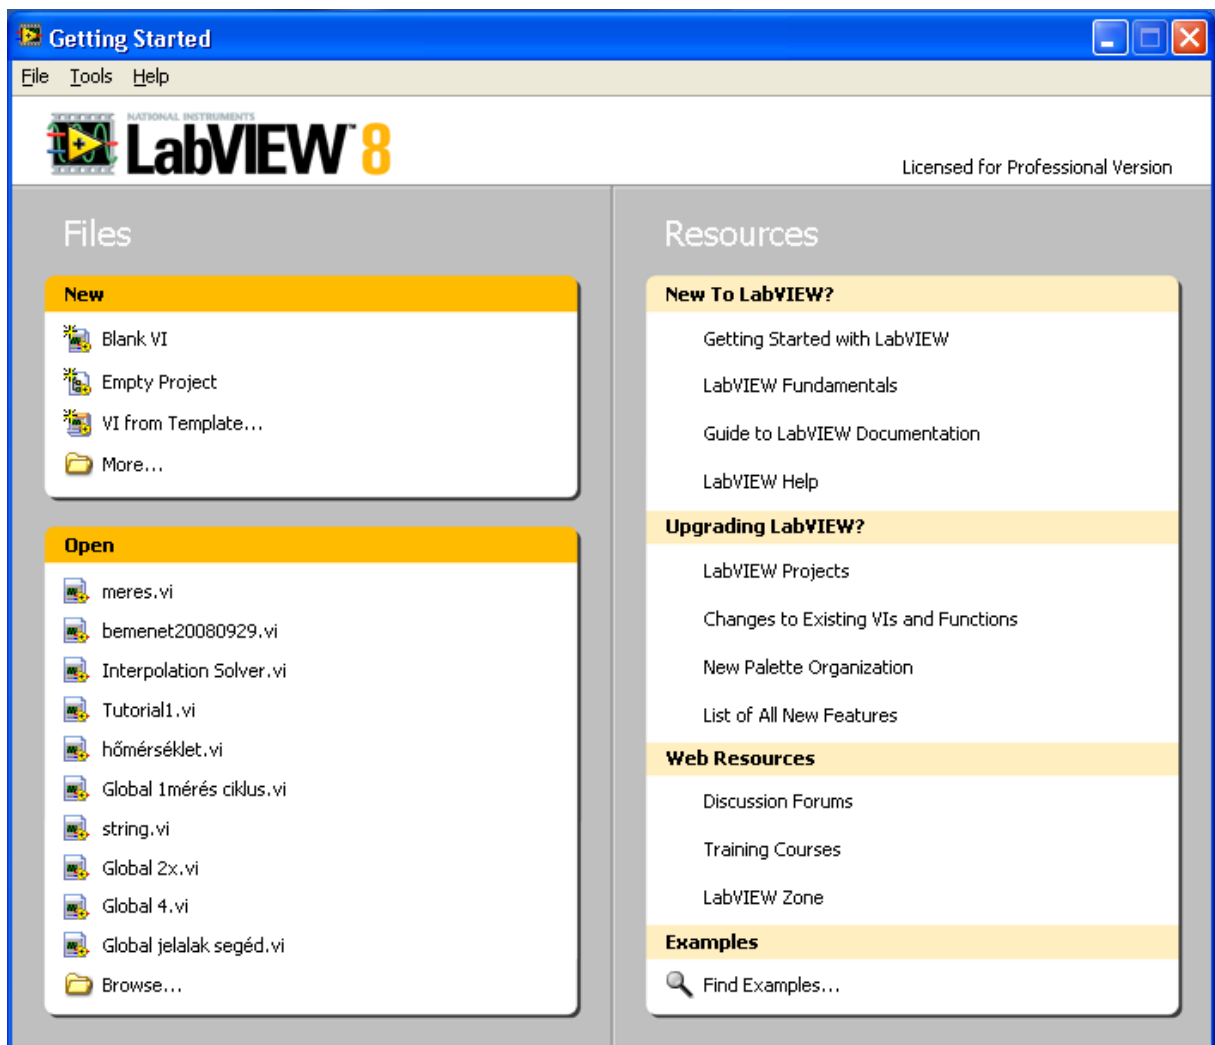 Getting Started
File Tools Help
NATIONAL INSTRUMENTS
LabVIEW™ 8
Licensed for Professional Version
Files
New
Blank VI
Empty Project
VI from Template...
More...
Open
meres.vi
bemenet20080929.vi
Interpolation Solver.vi
Tutorial1.vi
hőmérséklet.vi
Global 1mérés ciklus.vi
string.vi
Global 2x.vi
Global 4.vi
Global jelalak segéd.vi
Browse...
Resources
New To LabVIEW?
Getting Started with LabVIEW
LabVIEW Fundamentals
Guide to LabVIEW Documentation
LabVIEW Help
Upgrading LabVIEW?
LabVIEW Projects
Changes to Existing VIs and Functions
New Palette Organization
List of All New Features
Web Resources
Discussion Forums
Training Courses
LabVIEW Zone
Examples
Find Examples...